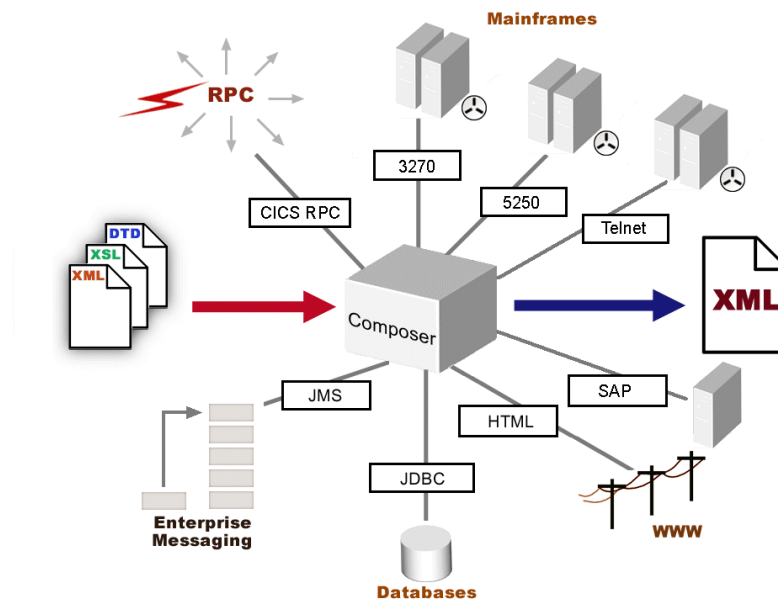 Mainframes
RPC
3270
CICS RPC
5250
Telnet
DTD
XSL
XML
XML
Composer
JMS
SAP
HTML
JDBC
Enterprise
Messaging
WWW
Databases